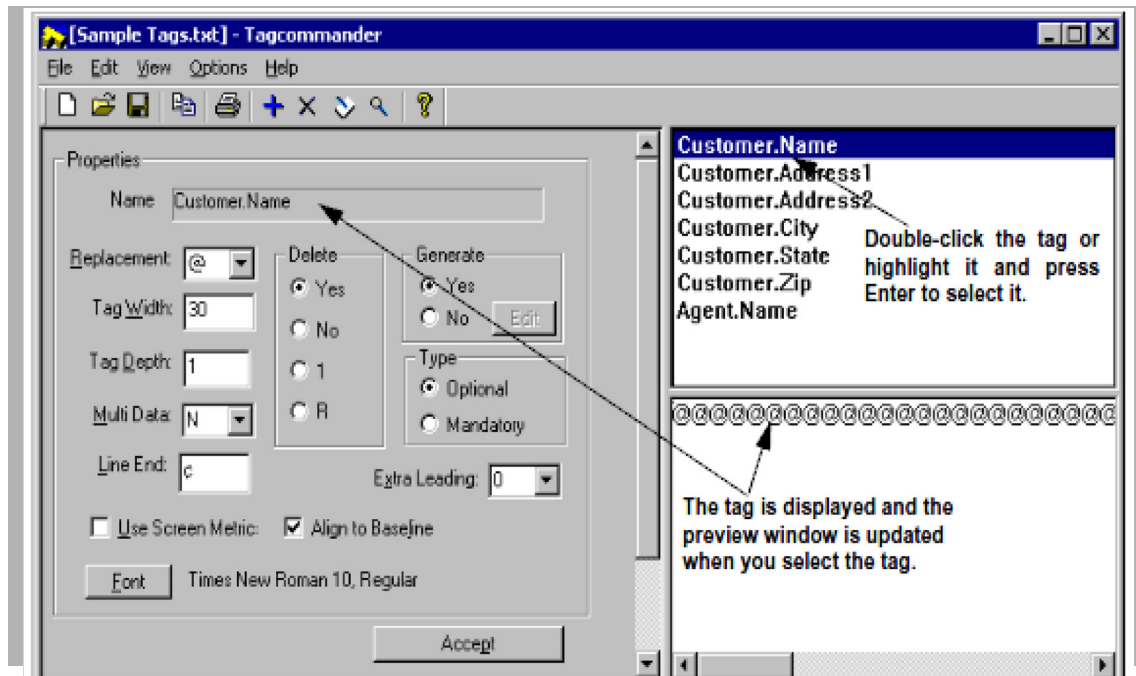 [Sample Tags.txt] - Tagcommander
File Edit View Options Help
Properties
Name Customer.Name
Replacement: @
Tag Width: 30
Tag Depth: 1
Multi Data: N
Line End: c
Delete
Yes
No
1
R
Generate
Yes
No Edit
Type
Optional
Mandatory
Extra Leading: 0
Use Screen Metric: Align to Baseline
Font Times New Roman 10, Regular
Accept
Customer.Name
Customer.Address1
Customer.Address2
Customer.City
Customer.State
Customer.Zip
Agent.Name
Double-click the tag or
highlight it and press
Enter to select it.
@@@@@@@@@@@@@@@@@@@@@@@@
The tag is displayed and the
preview window is updated
when you select the tag.